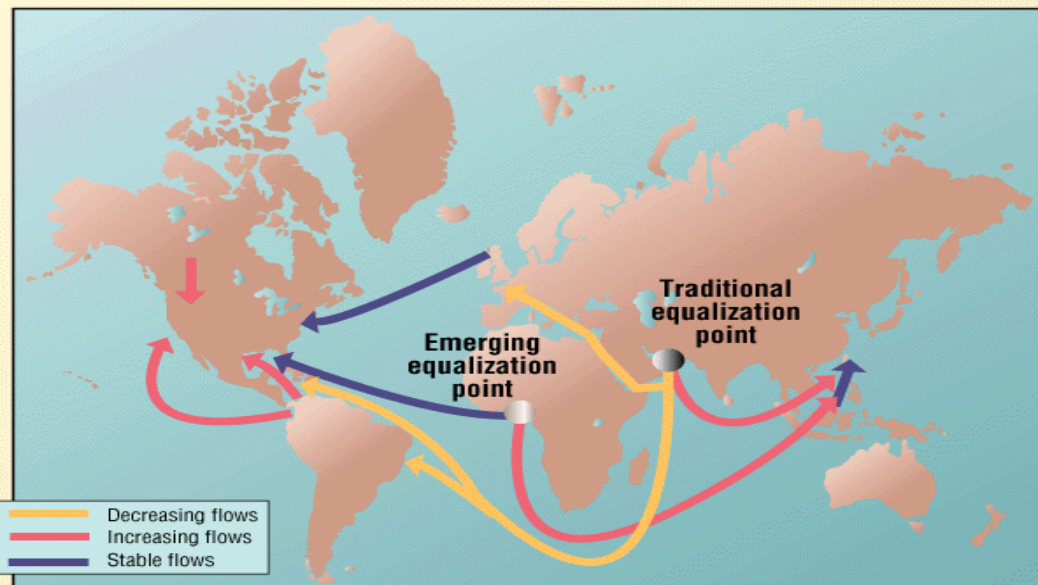 Traditional
equalization
point
Emerging
equalization
point
Decreasing flows
Increasing flows
Stable flows